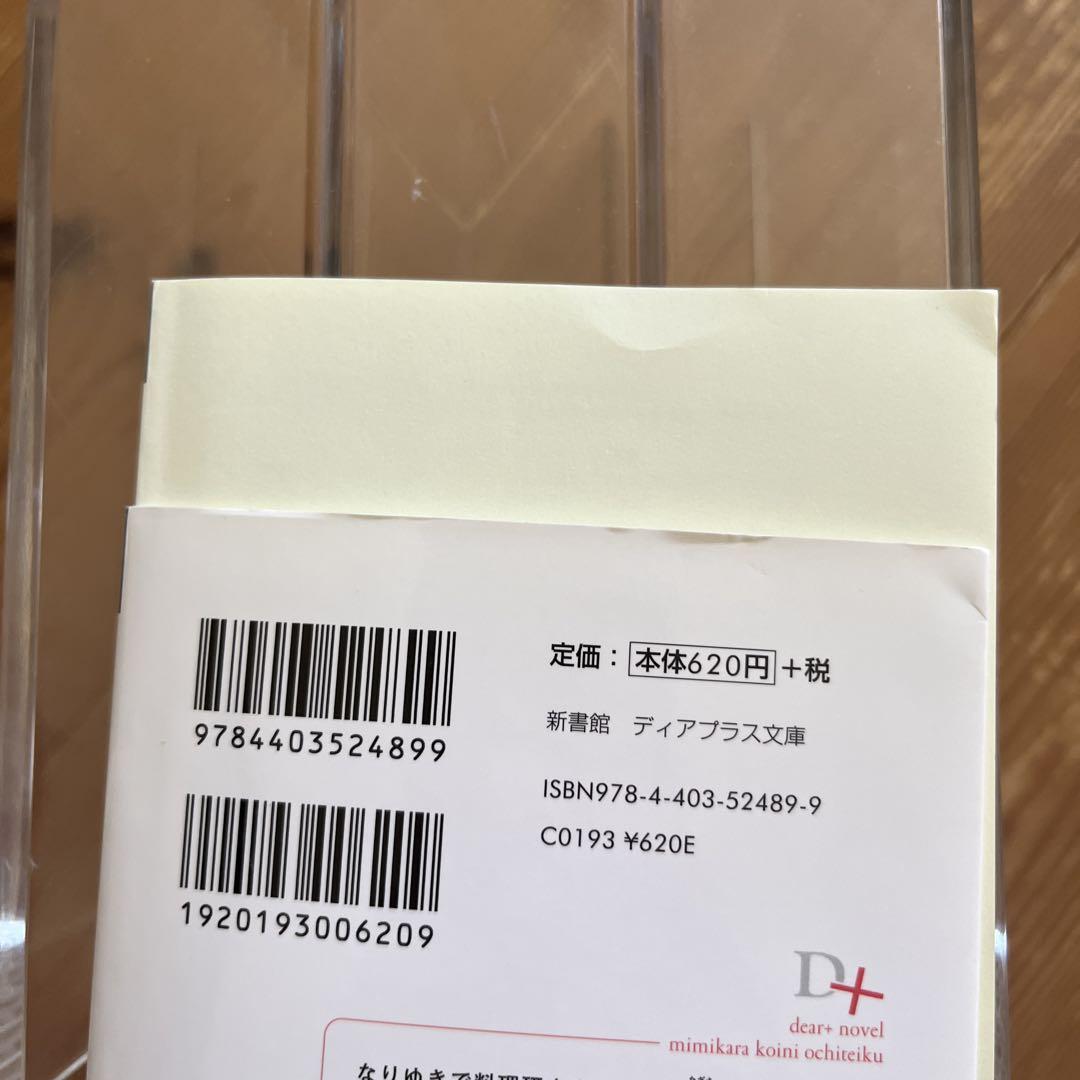 9784403524899
1920193006209
定価：本体620円＋税
新書館　ディアプラス文庫
ISBN978-4-403-52489-9
C0193 ¥620E
D+
dear+ novel
mimikara koini ochiteiku
なりゆきで料理研